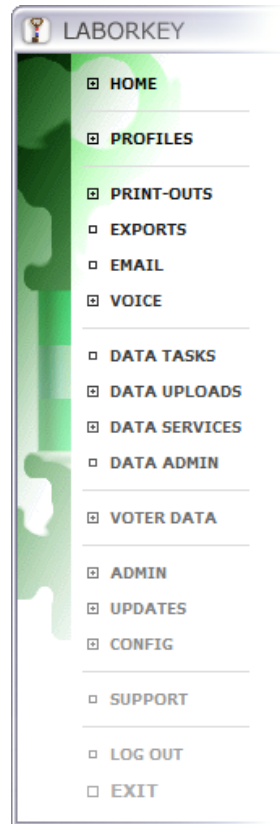 LABORKEY
HOME
PROFILES
PRINT-OUTS
EXPORTS
EMAIL
VOICE
DATA TASKS
DATA UPLOADS
DATA SERVICES
DATA ADMIN
VOTER DATA
ADMIN
UPDATES
CONFIG
SUPPORT
LOG OUT
EXIT